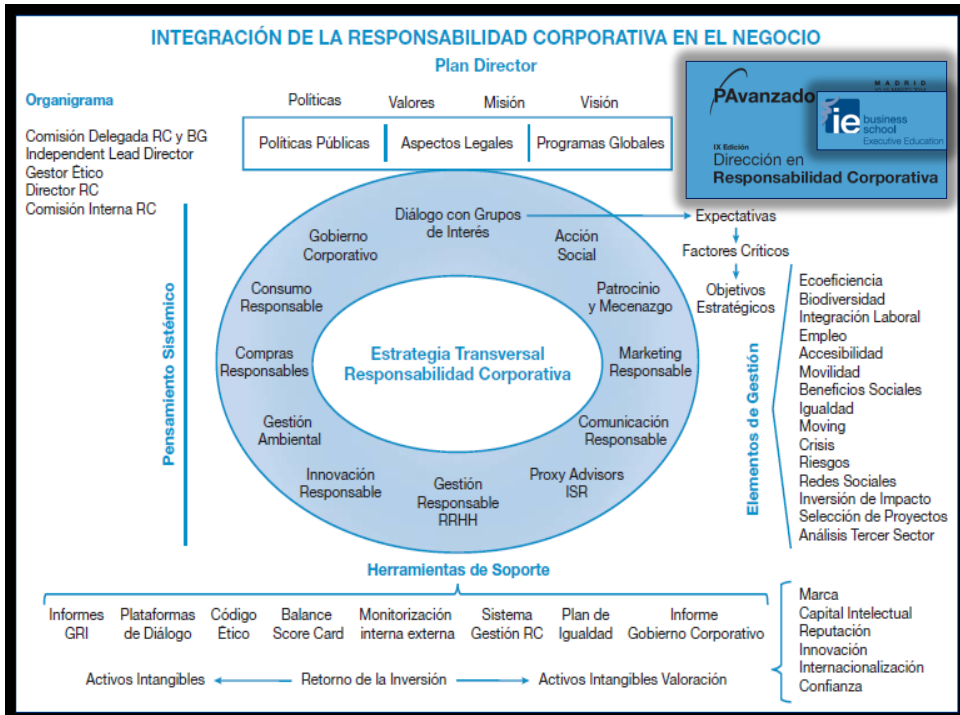 INTEGRACIÓN DE LA RESPONSABILIDAD CORPORATIVA EN EL NEGOCIO
Plan Director
Organigrama
Comisión Delegada RC y BG
Independent Lead Director
Gestor Ético
Director RC
Comisión Interna RC
Políticas Valores Misión Visión
Políticas Públicas Aspectos Legales Programas Globales
PAvanzado
MADRID
ie business school
Executive Education
IX Edición
Dirección en
Responsabilidad Corporativa
Pensamiento Sistémico
Diálogo con Grupos
de Interés
Acción
Social
Patrocinio
y Mecenazgo
Marketing
Responsable
Comunicación
Responsable
Proxy Advisors
ISR
Gestión
Responsable
RRHH
Innovación
Responsable
Gestión
Ambiental
Compras
Responsables
Consumo
Responsable
Gobierno
Corporativo
Estrategia Transversal
Responsabilidad Corporativa
Expectativas
Factores Críticos
Objetivos
Estratégicos
Elementos de Gestión
Ecoeficiencia
Biodiversidad
Integración Laboral
Empleo
Accesibilidad
Movilidad
Beneficios Sociales
Igualdad
Moving
Crisis
Riesgos
Redes Sociales
Inversión de Impacto
Selección de Proyectos
Análisis Tercer Sector
Herramientas de Soporte
Informes
GRI
Plataformas
de Diálogo
Código
Ético
Balance
Score Card
Monitorización
interna externa
Sistema
Gestión RC
Plan de
Igualdad
Informe
Gobierno Corporativo
Activos Intangibles Retorno de la Inversión Activos Intangibles Valoración
Marca
Capital Intelectual
Reputación
Innovación
Internacionalización
Confianza